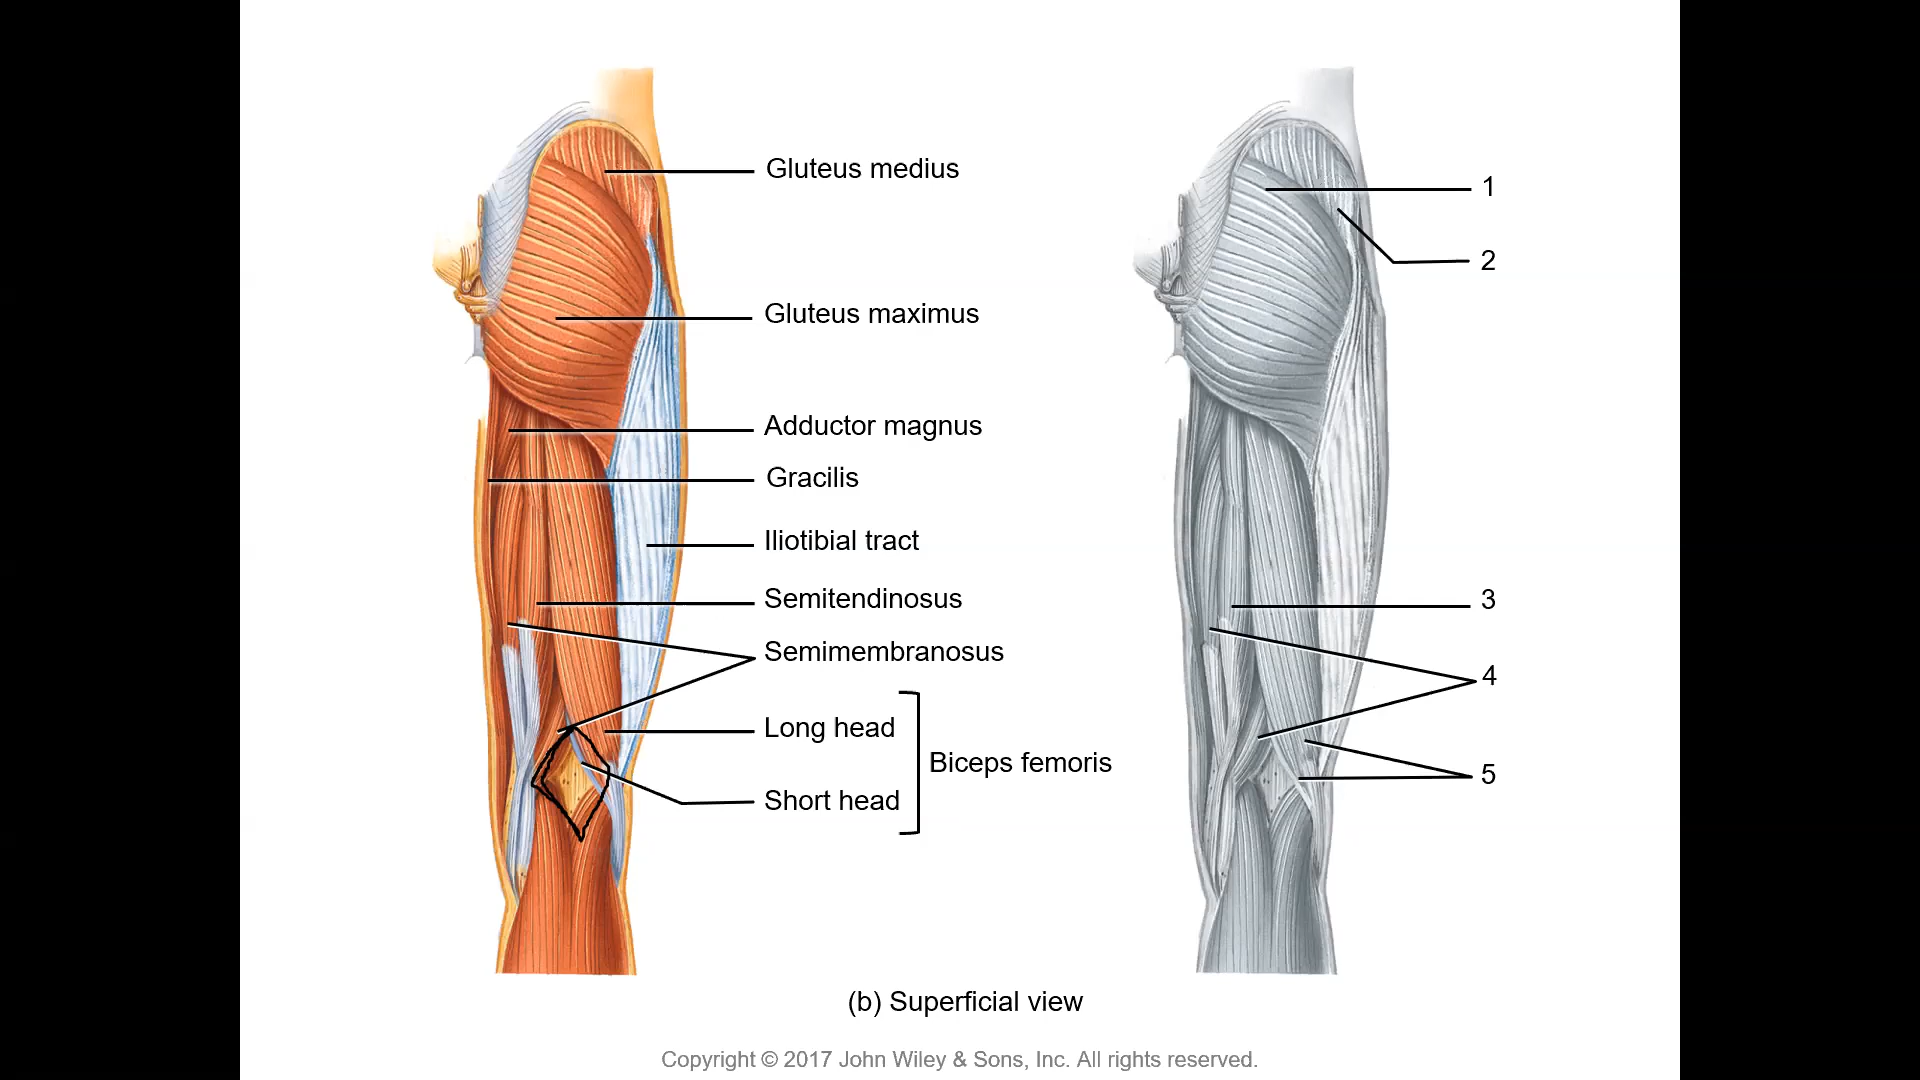 Gluteus medius
Gluteus maximus
Adductor magnus
Gracilis
Iliotibial tract
Semitendinosus
Semimembranosus
Long head
Biceps femoris
Short head
1
2
3
4
5
(b) Superficial view
Copyright © 2017 John Wiley & Sons, Inc. All rights reserved.